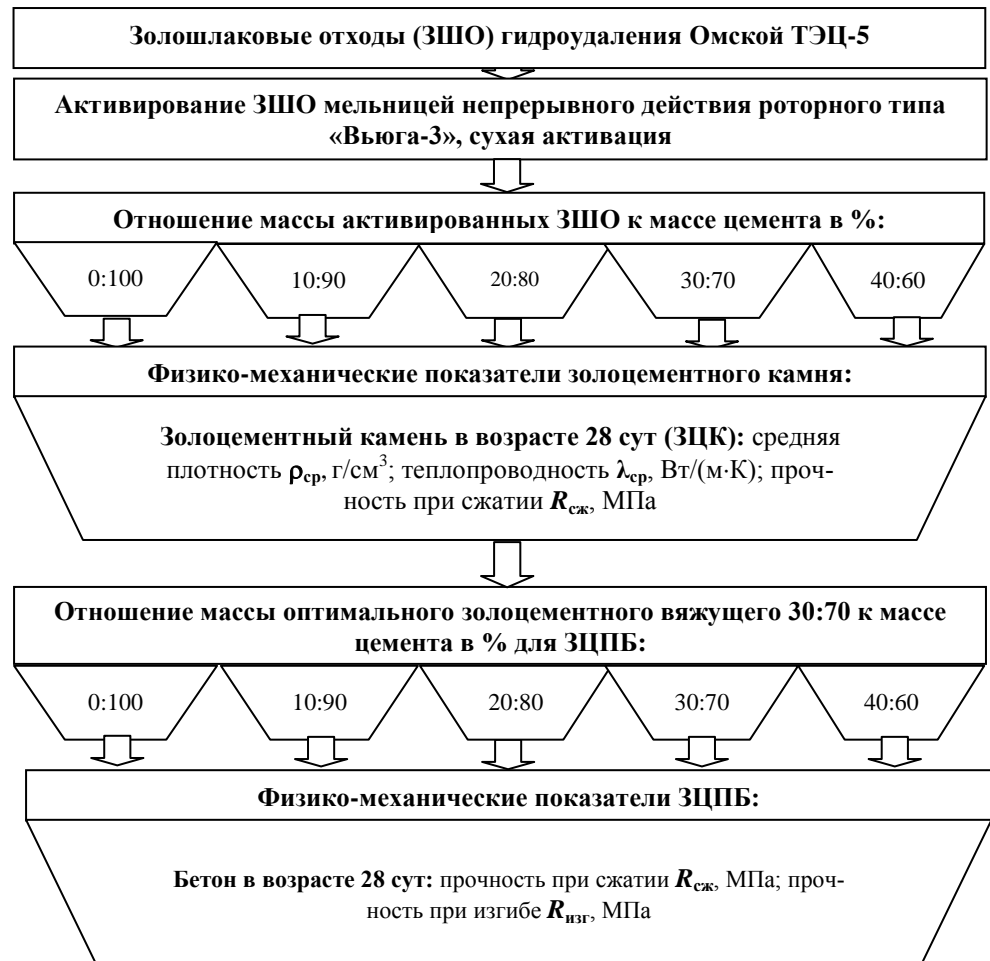 Золошлаковые отходы (ЗШО) гидроудаления Омской ТЭЦ-5
Активирование ЗШО мельницей непрерывного действия роторного типа
«Вьюга-3», сухая активация
Отношение массы активированных ЗШО к массе цемента в %:
0:100
10:90
20:80
30:70
40:60
Физико-механические показатели золоцементного камня:
Золоцементный камень в возрасте 28 сут (ЗЦК): средняя
плотность ρср, г/см³; теплопроводность λср, Вт/(м·К); проч-
ность при сжатии Rсж, МПа
Отношение массы оптимального золоцементного вяжущего 30:70 к массе
цемента в % для ЗЦПБ:
0:100
10:90
20:80
30:70
40:60
Физико-механические показатели ЗЦПБ:
Бетон в возрасте 28 сут: прочность при сжатии Rсж, МПа; проч-
ность при изгибе Rизг, МПа